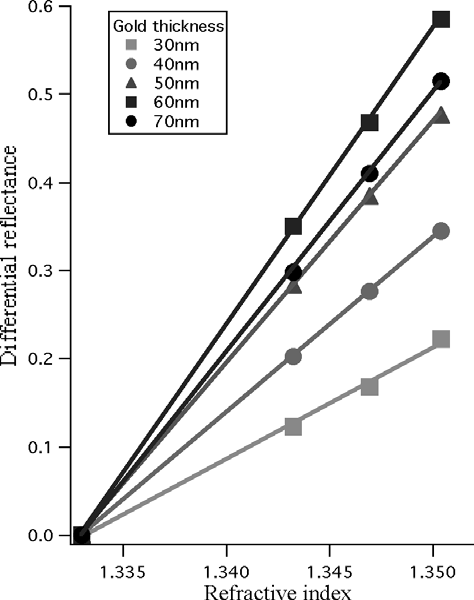 0.6
Gold thickness
30nm
40nm
50nm
60nm
70nm
0.5
0.4
0.3
0.2
0.1
0.0
Differential reflectance
1.335 1.340 1.345 1.350
Refractive index